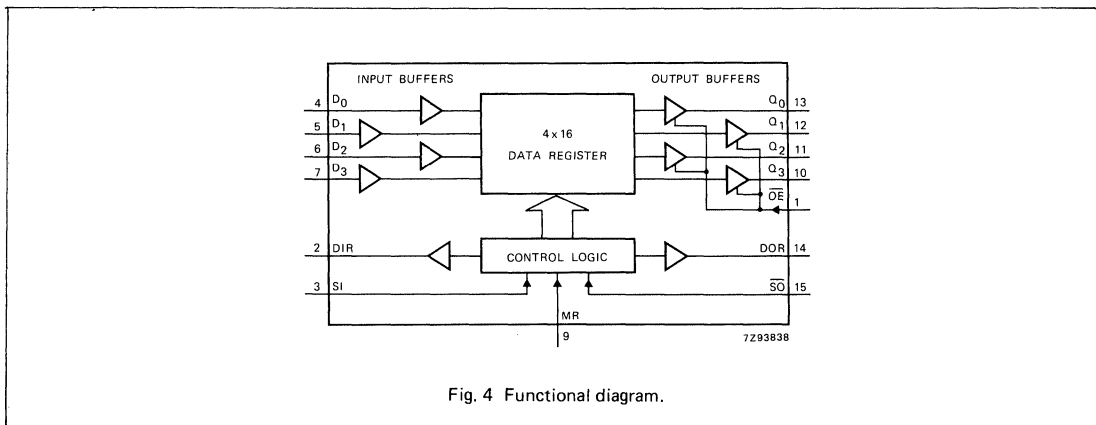 INPUT BUFFERS OUTPUT BUFFERS
4 D0 Q0 13
5 D1 Q1 12
4 x 16
6 D2 Q2 11
DATA REGISTER
7 D3 Q3 10
O̅E̅ 1
2 DIR DOR 14
CONTROL LOGIC
3 SI S̅O̅ 15
MR
9 7Z93838
Fig. 4 Functional diagram.